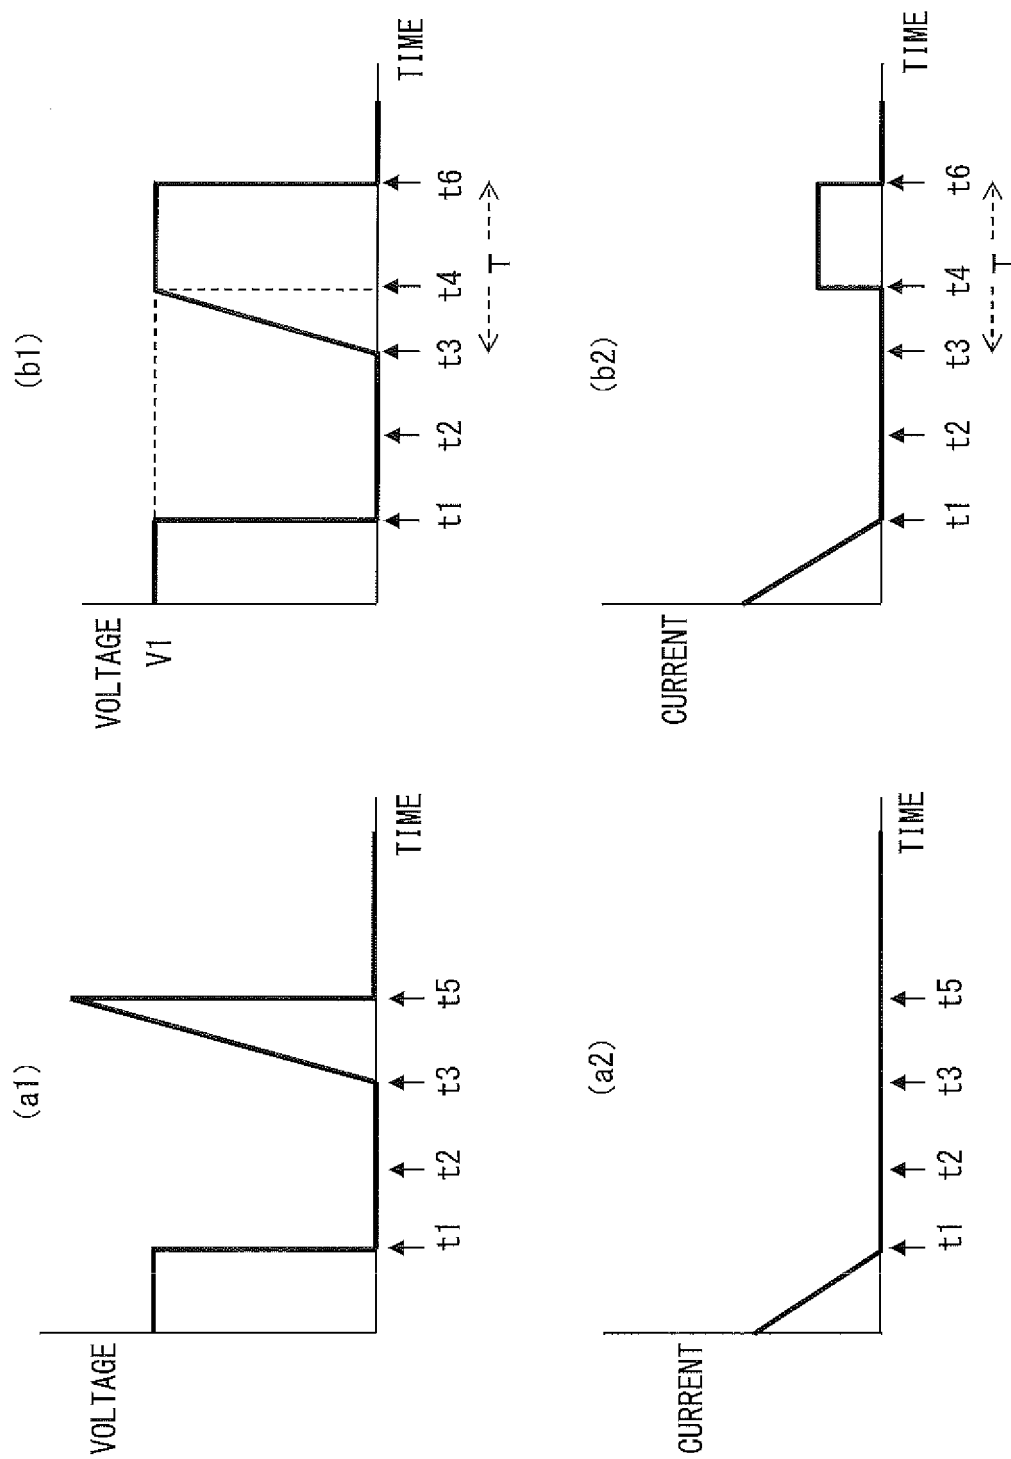 (a1)
VOLTAGE
t1
t2
t3
t5
TIME
(b1)
VOLTAGE
V1
t1
t2
t3
t4
t6
T
TIME
(a2)
CURRENT
t1
t2
t3
t5
TIME
(b2)
CURRENT
t1
t2
t3
t4
t6
T
TIME